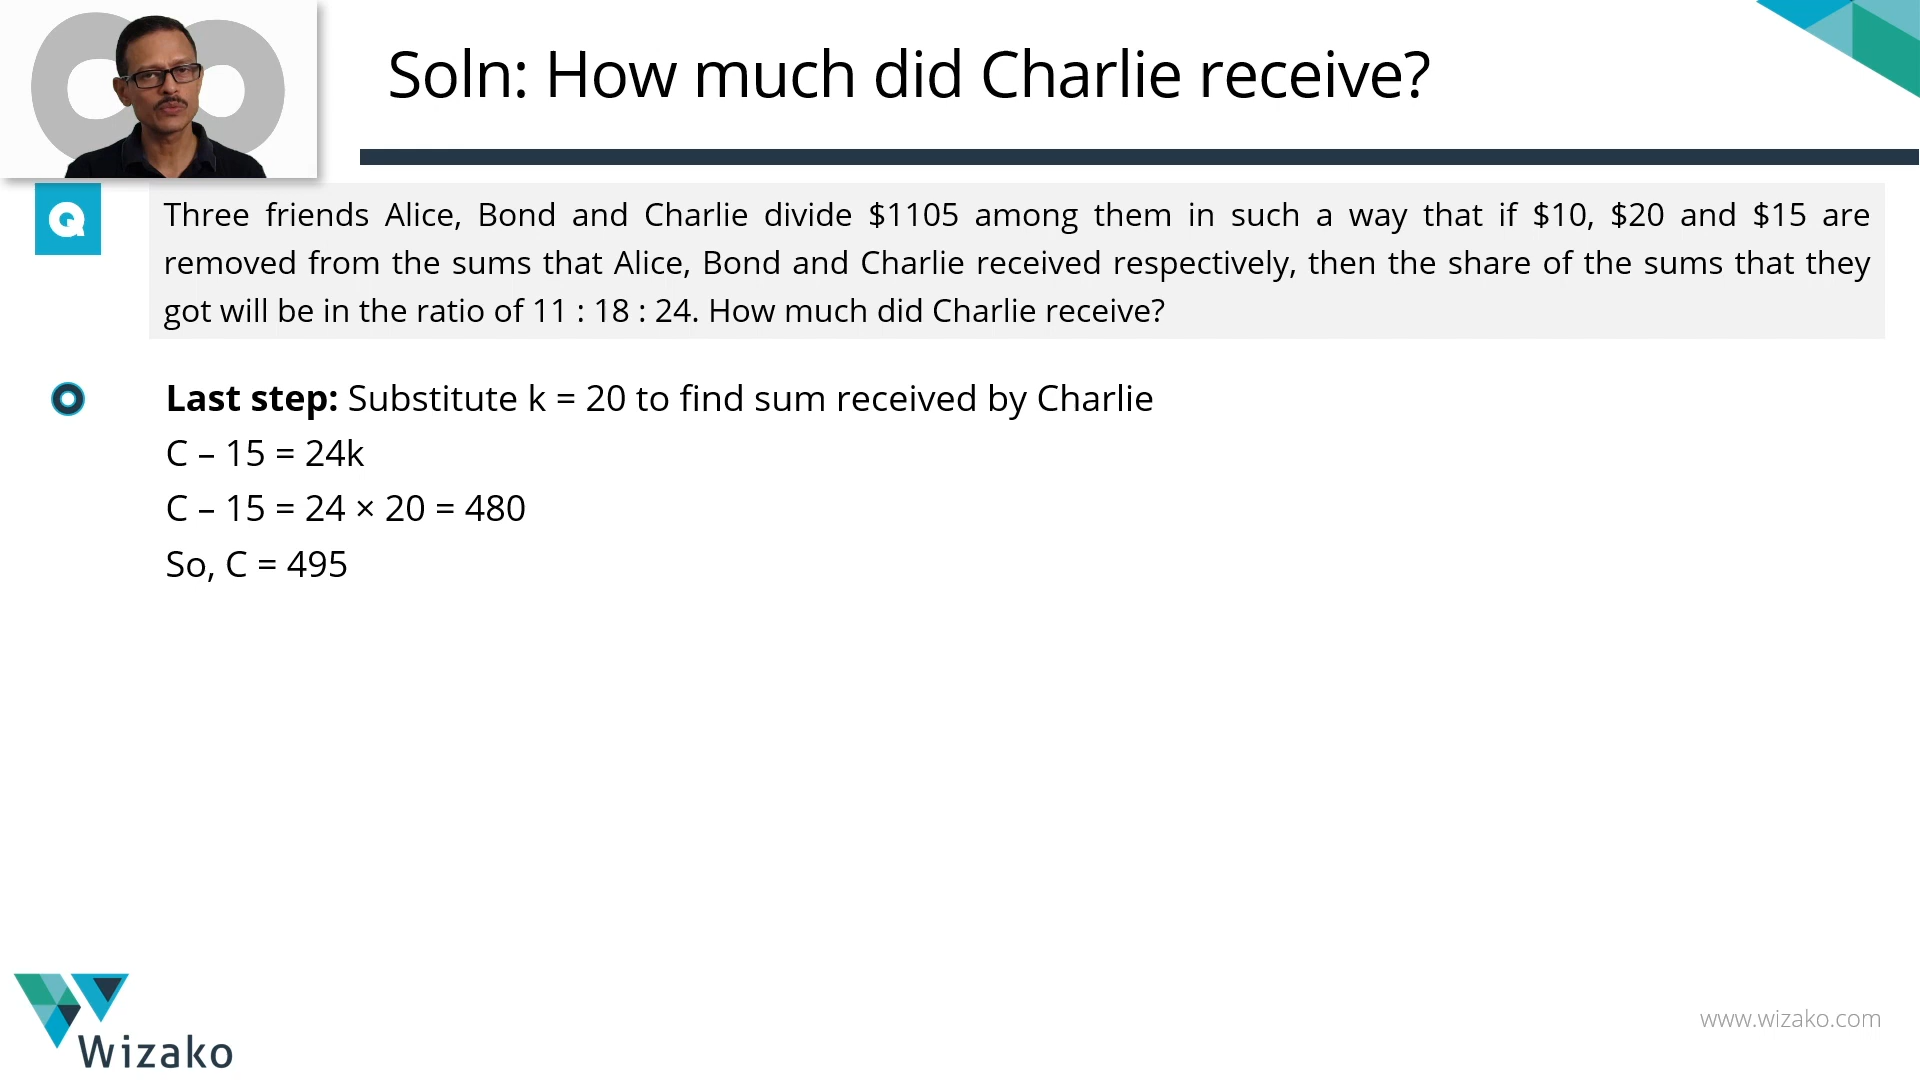 Soln: How much did Charlie receive?
Q
Three friends Alice, Bond and Charlie divide $1105 among them in such a way that if $10, $20 and $15 are
removed from the sums that Alice, Bond and Charlie received respectively, then the share of the sums that they
got will be in the ratio of 11 : 18 : 24. How much did Charlie receive?
Last step: Substitute k = 20 to find sum received by Charlie
C – 15 = 24k
C – 15 = 24 × 20 = 480
So, C = 495
Wizako
www.wizako.com